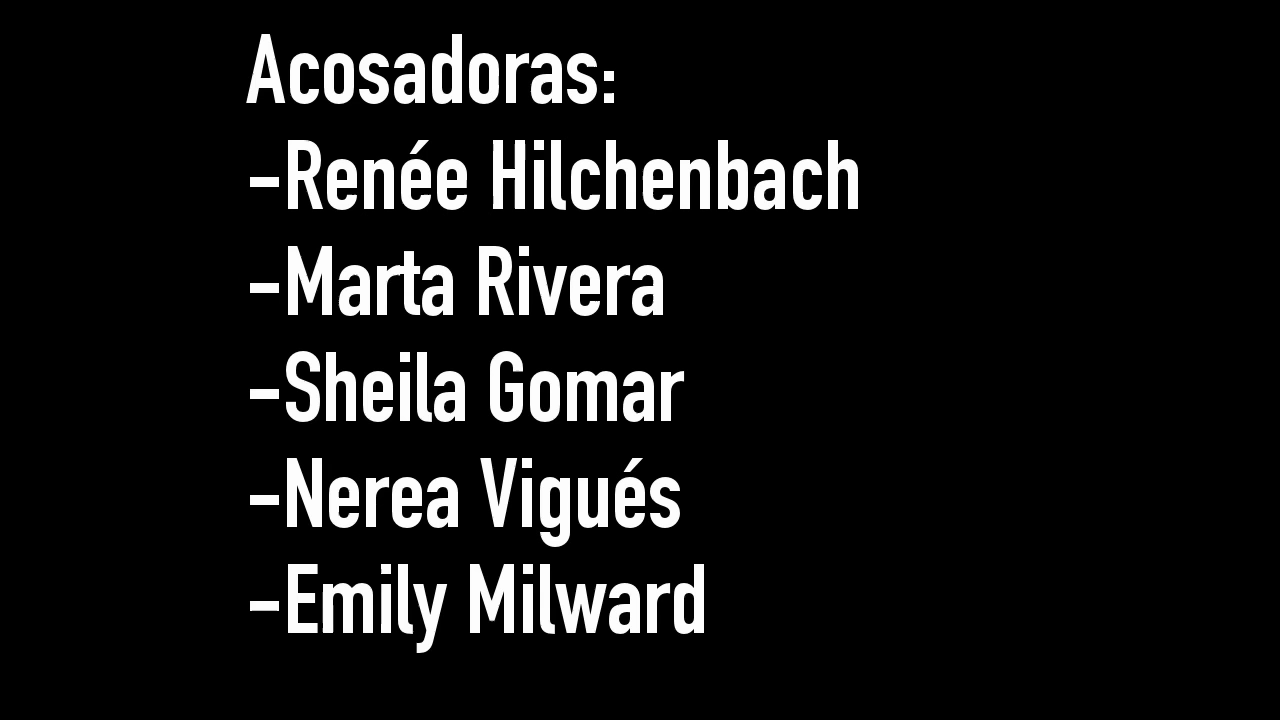 Acosadoras:
-Renée Hilchenbach
-Marta Rivera
-Sheila Gomar
-Nerea Vigués
-Emily Milward